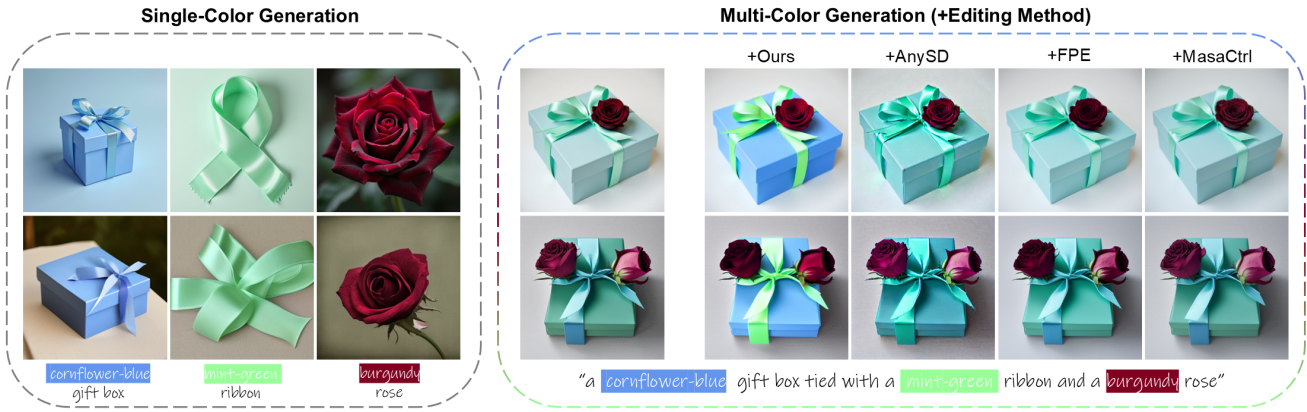 Single-Color Generation
cornflower-blue
gift box
mint-green
ribbon
burgundy
rose
Multi-Color Generation (+Editing Method)
+Ours
+AnySD
+FPE
+MasaCtrl
“a cornflower-blue gift box tied with a mint-green ribbon and a burgundy rose”